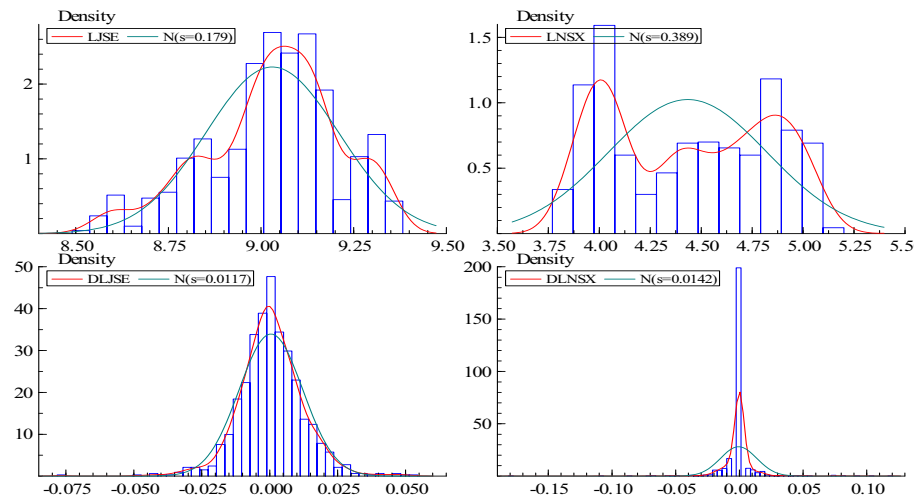 Density
LJSE N(s=0.179)
2
1
8.50 8.75 9.00 9.25 9.50
Density
LNSX N(s=0.389)
1.5
1.0
0.5
3.5 3.75 4.00 4.25 4.50 4.75 5.00 5.25 5.5
Density
DLJSE N(s=0.0117)
50
40
30
20
10
-0.075 -0.050 -0.025 0.000 0.025 0.050
Density
DLNSX N(s=0.0142)
200
150
100
50
-0.15 -0.10 -0.05 0.00 0.05 0.10